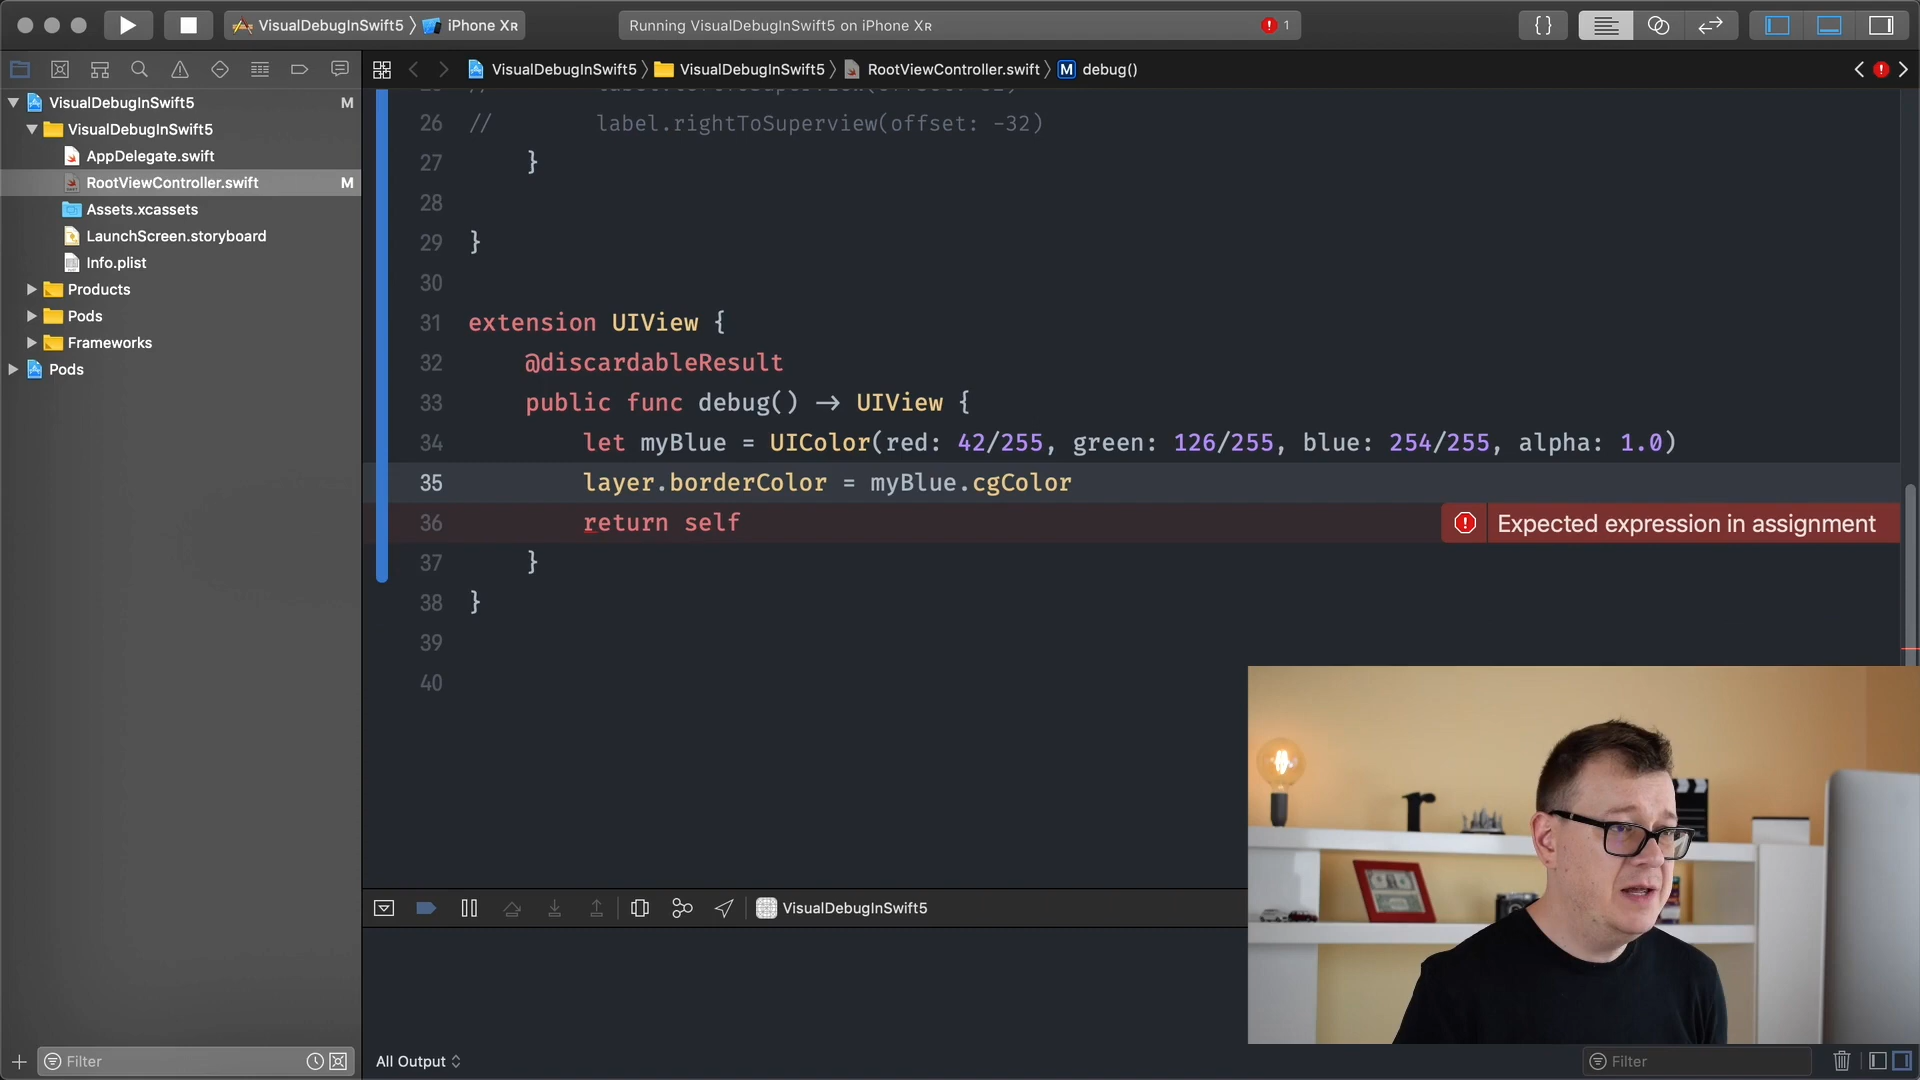 VisualDebugInSwift5 〉 iPhone XR
Running VisualDebugInSwift5 on iPhone XR
1
VisualDebugInSwift5 〉 VisualDebugInSwift5 〉 RootViewController.swift 〉 M debug()
VisualDebugInSwift5 M
VisualDebugInSwift5
AppDelegate.swift
RootViewController.swift M
Assets.xcassets
LaunchScreen.storyboard
Info.plist
Products
Pods
Frameworks
Pods
26 // label.rightToSuperview(offset: -32)
27 }
28
29 }
30
31 extension UIView {
32 @discardableResult
33 public func debug() -> UIView {
34 let myBlue = UIColor(red: 42/255, green: 126/255, blue: 254/255, alpha: 1.0)
35 layer.borderColor = myBlue.cgColor
36 return self
Expected expression in assignment
37 }
38 }
39
40
VisualDebugInSwift5
Filter
All Output
Filter